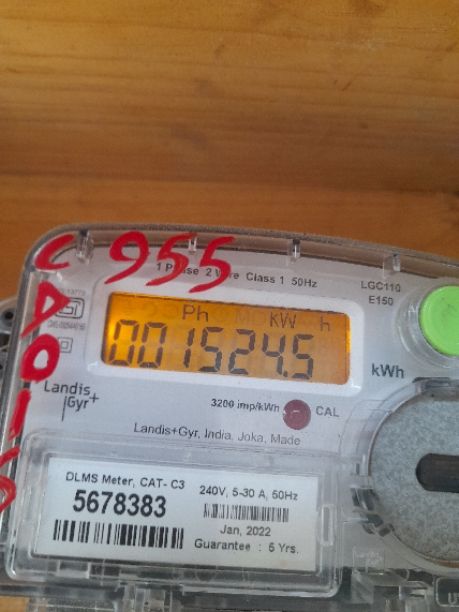 955
C
D
0
1
1 Phase 2 Wire Class 1 50Hz
LGC110
E150
Ph KW h
001524.5
kWh
Landis+
Gyr
3200 imp/kWh CAL
Landis+Gyr, India, Joka, Made
DLMS Meter, CAT- C3
5678383
240V, 5-30 A, 50Hz
Jan, 2022
Guarantee : 5 Yrs.